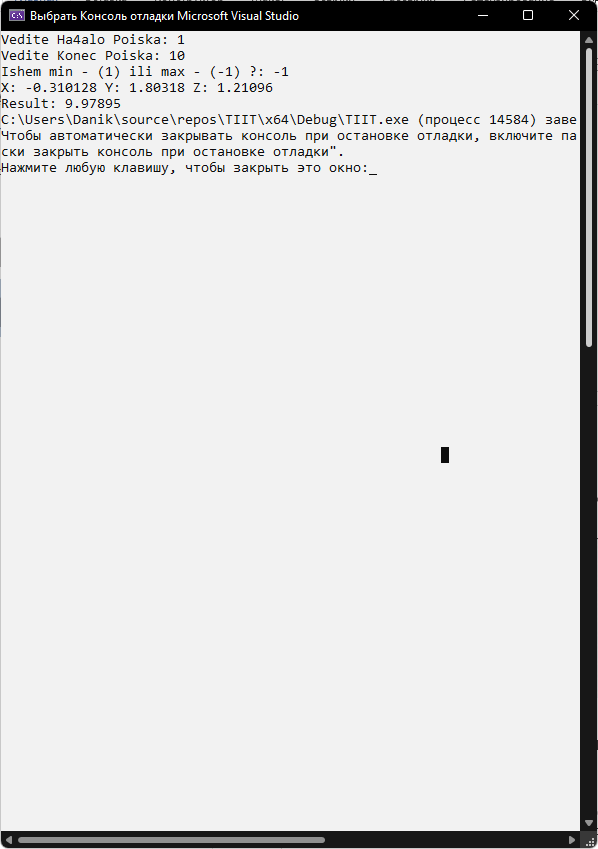 Выбрать Консоль отладки Microsoft Visual Studio
Vedite Ha4alo Poiska: 1
Vedite Konec Poiska: 10
Ishem min - (1) ili max - (-1) ?: -1
X: -0.310128 Y: 1.80318 Z: 1.21096
Result: 9.97895
C:\Users\Danik\source\repos\TIIT\x64\Debug\TIIT.exe (процесс 14584) заве
Чтобы автоматически закрывать консоль при остановке отладки, включите па
ски закрыть консоль при остановке отладки".
Нажмите любую клавишу, чтобы закрыть это окно:_